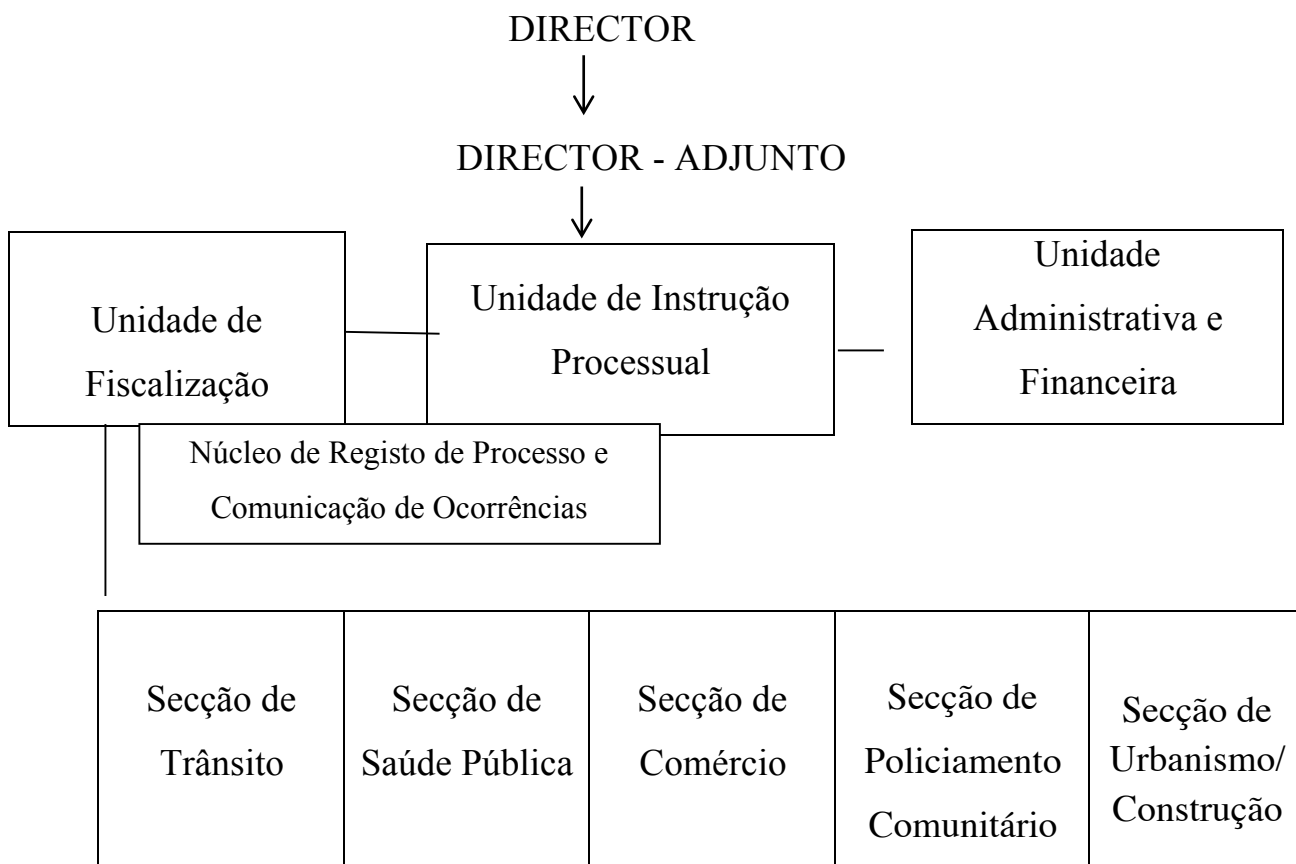 DIRECTOR
DIRECTOR - ADJUNTO
Unidade de
Fiscalização
Unidade de Instrução
Processual
Unidade
Administrativa e
Financeira
Núcleo de Registo de Processo e
Comunicação de Ocorrências
Secção de
Trânsito
Secção de
Saúde Pública
Secção de
Comércio
Secção de
Policiamento
Comunitário
Secção de
Urbanismo/
Construção